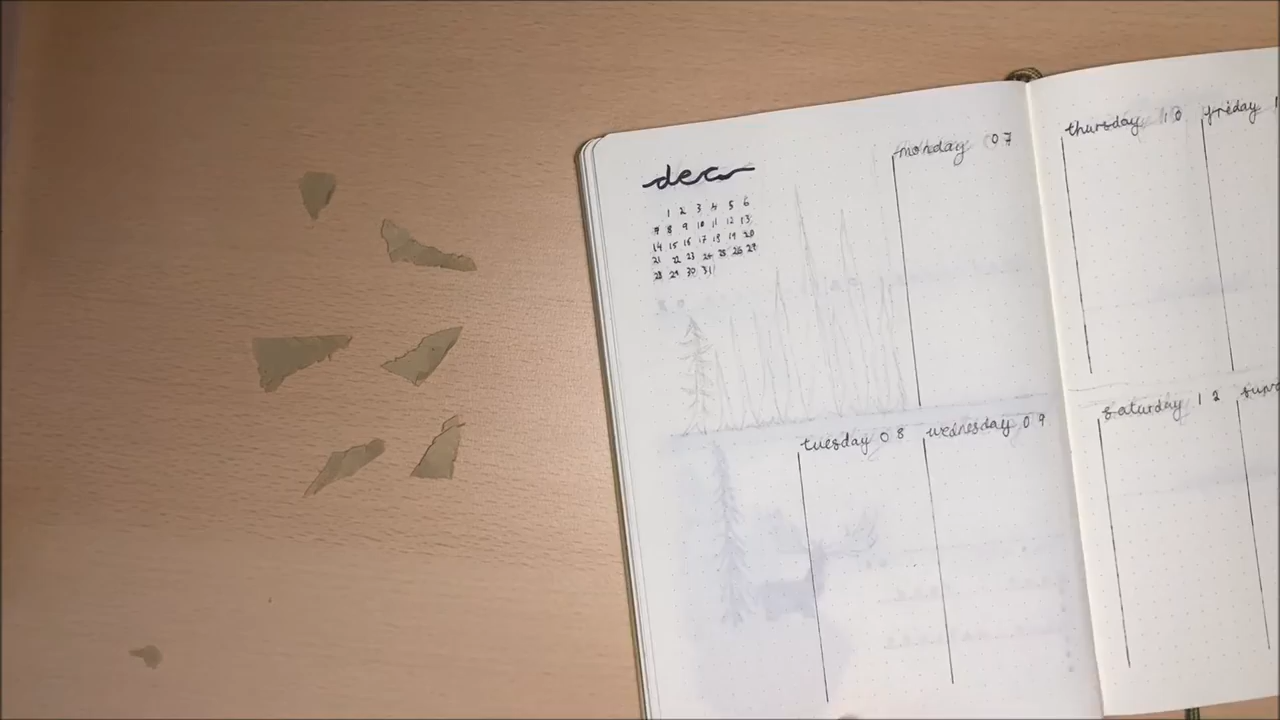 dec
1 2 3 4 5 6
7 8 9 10 11 12 13
14 15 16 17 18 19 20
21 22 23 24 25 26 27
28 29 30 31
monday 07
tuesday 08
wednesday 09
thursday 10
friday 1
saturday 12
sun